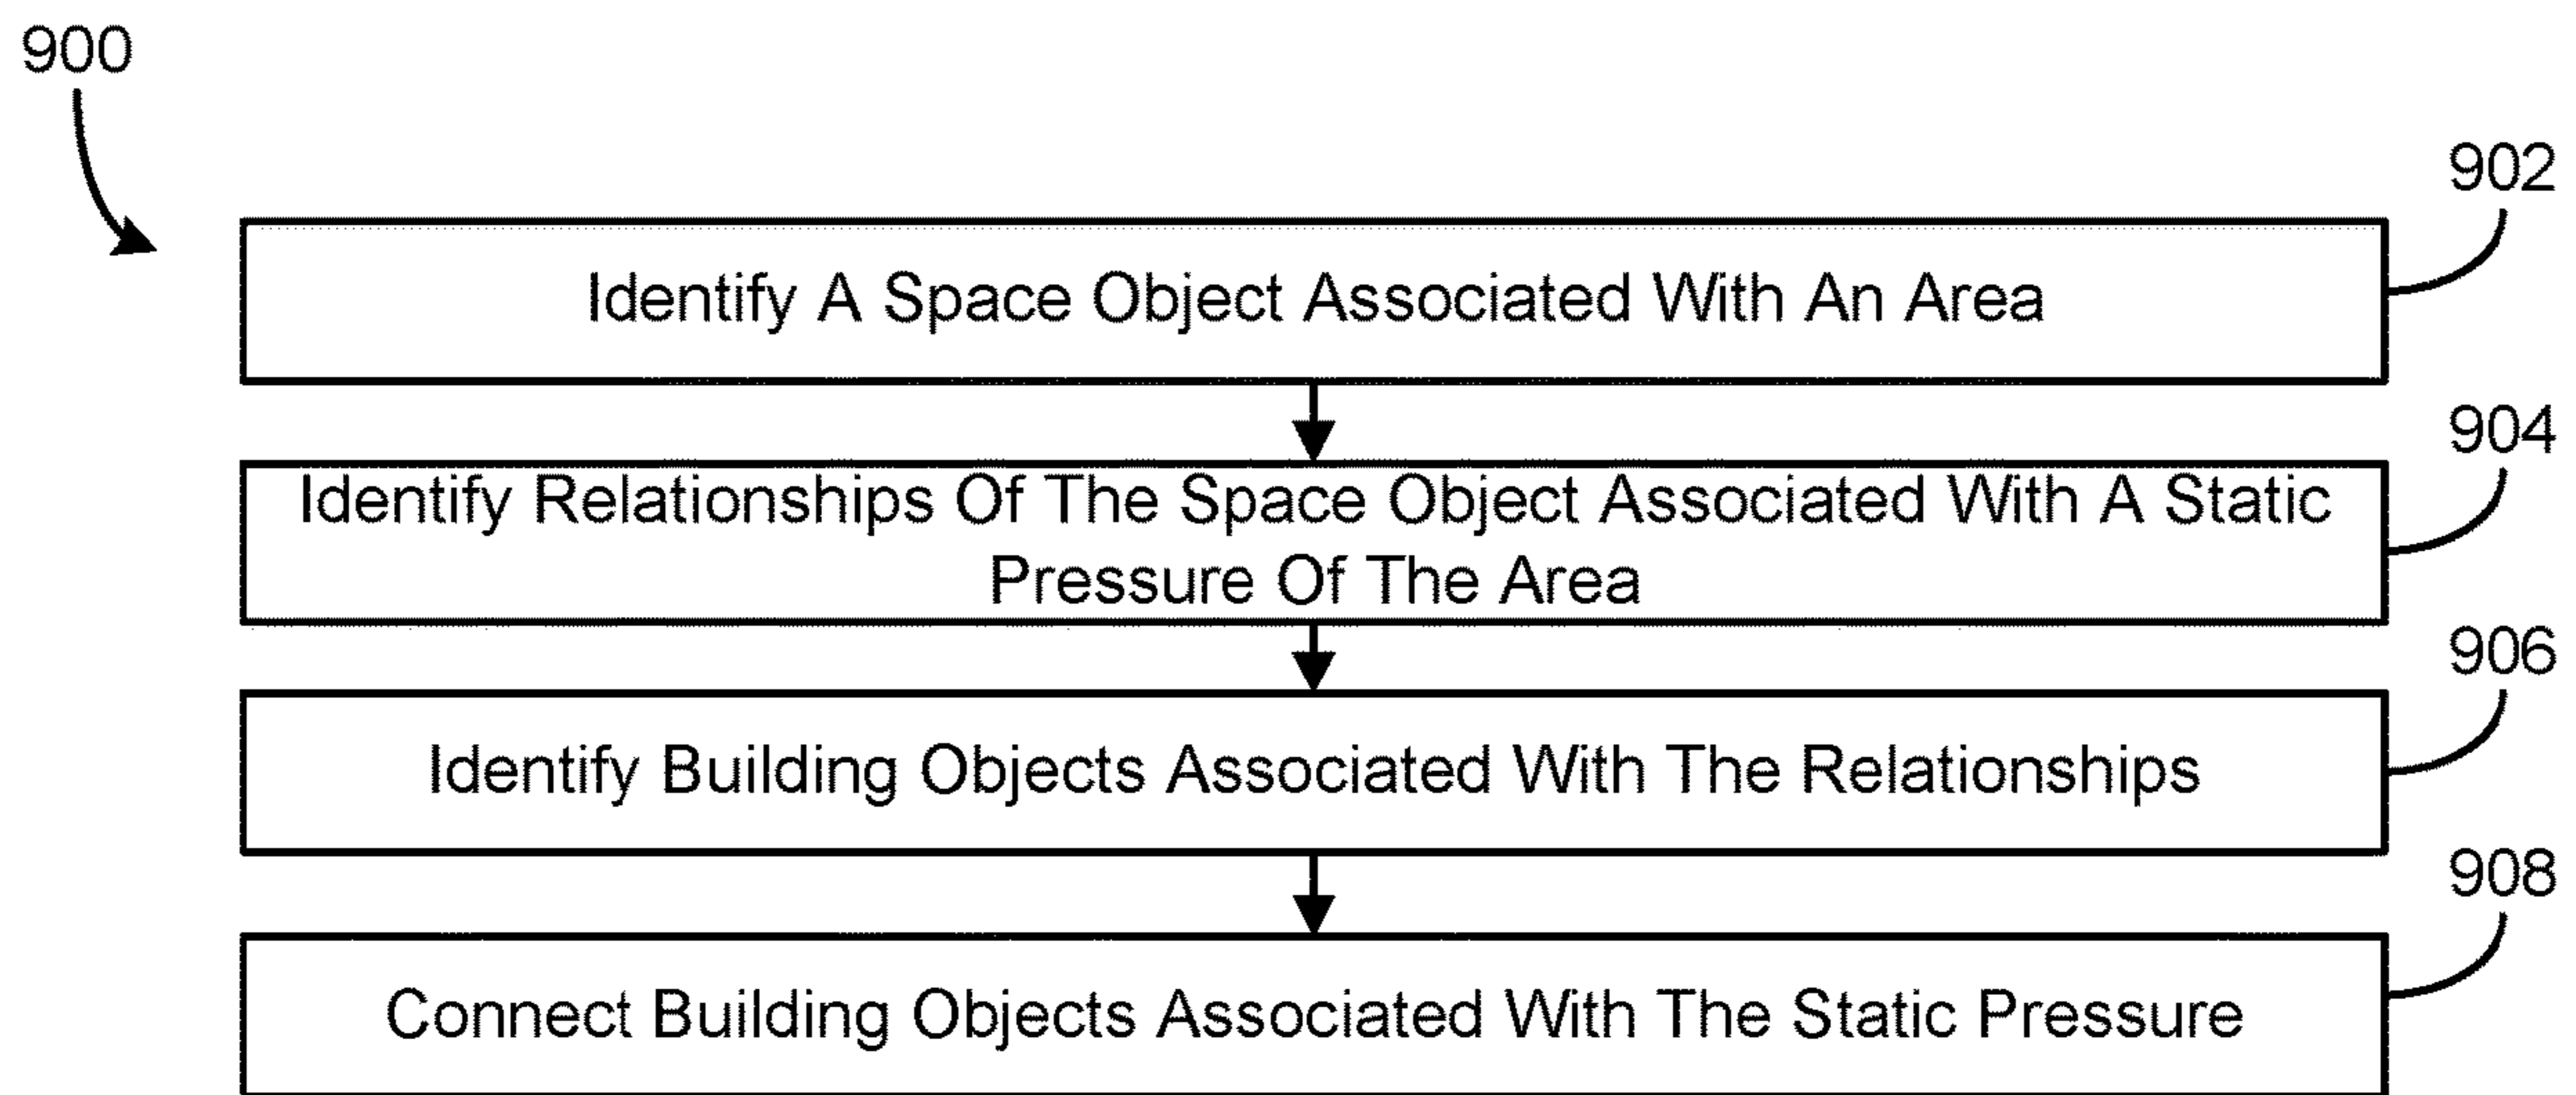 900
902
Identify A Space Object Associated With An Area
904
Identify Relationships Of The Space Object Associated With A Static
Pressure Of The Area
906
Identify Building Objects Associated With The Relationships
908
Connect Building Objects Associated With The Static Pressure